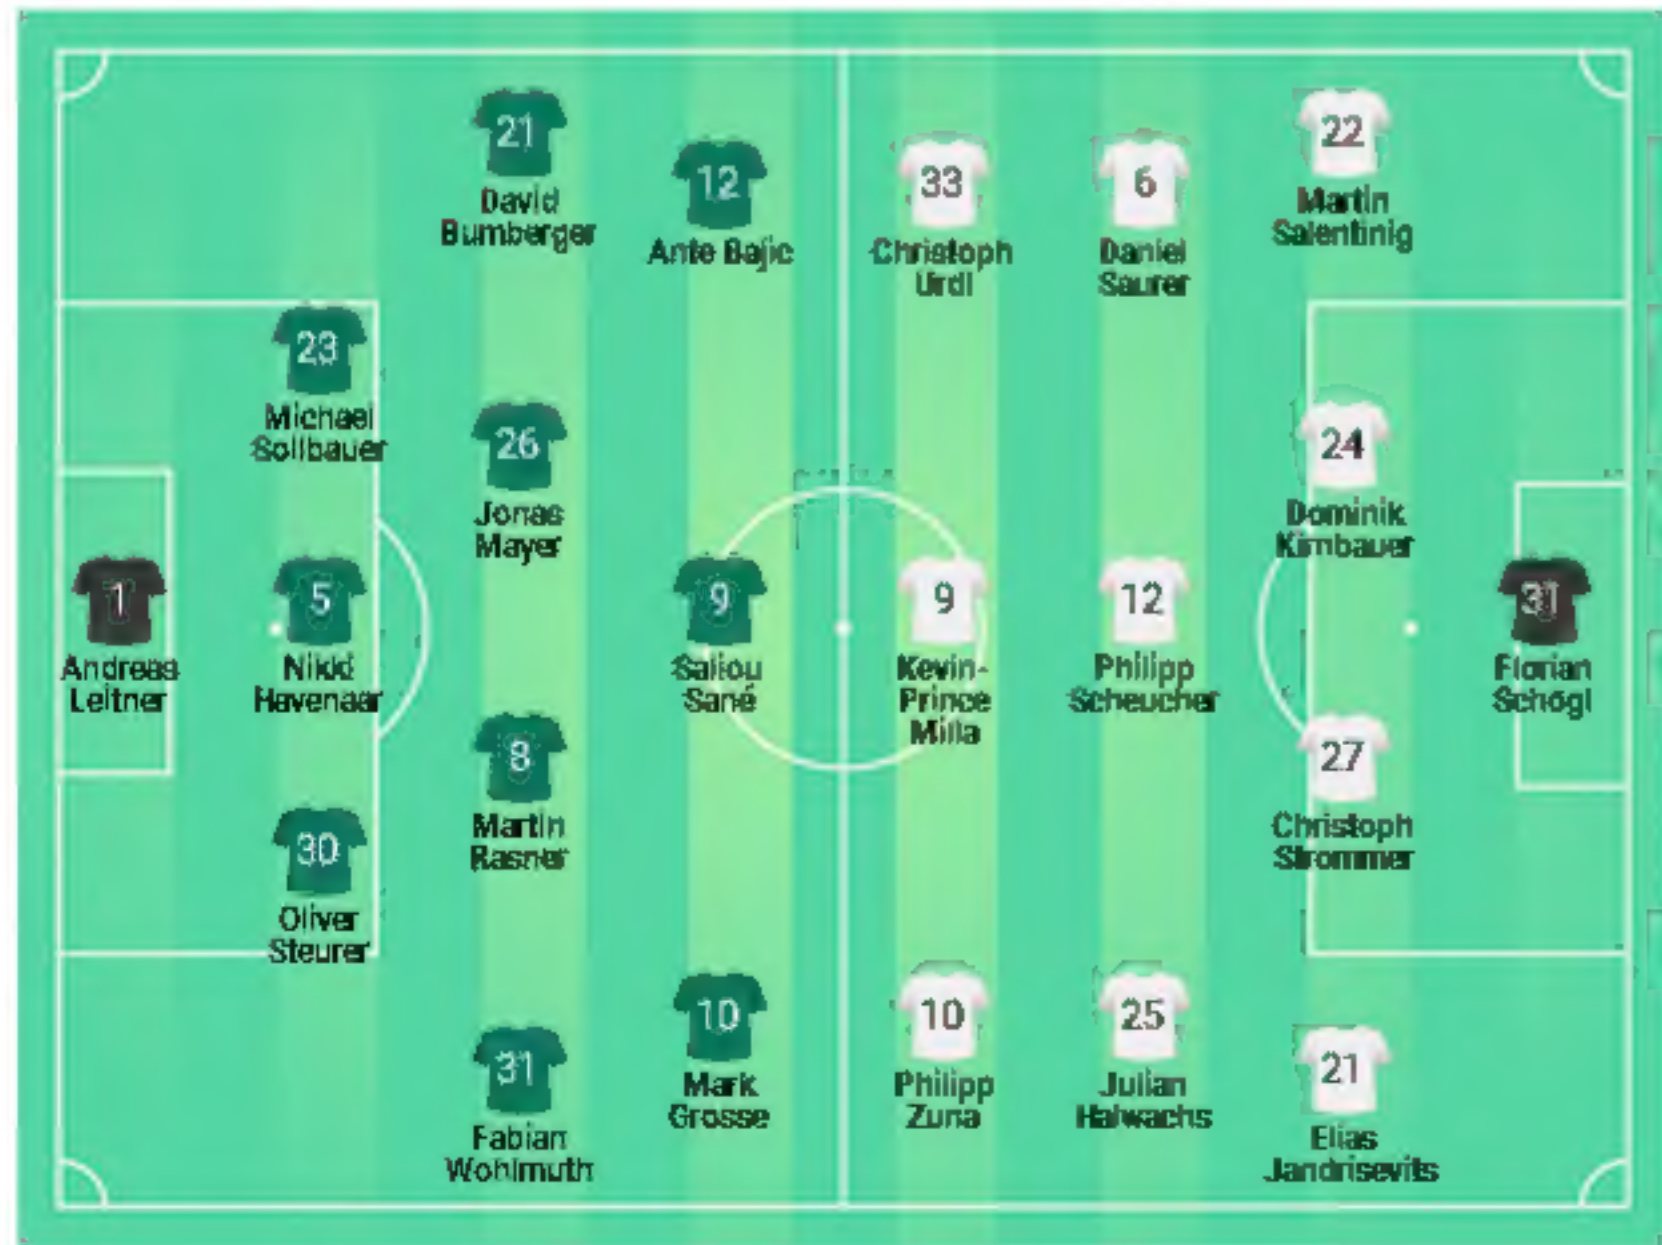 1
Andreas
Leitner
23
Michael
Sollbauer
5
Nikki
Havenaar
30
Oliver
Steurer
21
David
Bumberger
26
Jonas
Mayer
8
Martin
Rasner
31
Fabian
Wohlmuth
12
Ante Bajic
9
Saliou
Sané
10
Mark
Grosse
33
Christoph
Urdl
9
Kevin-
Prince
Milla
10
Philipp
Zuna
6
Daniel
Saurer
12
Philipp
Scheucher
25
Julian
Halwachs
22
Martin
Salentinig
24
Dominik
Kirnbauer
27
Christoph
Strommer
21
Elias
Jandrisevits
31
Florian
Schögl